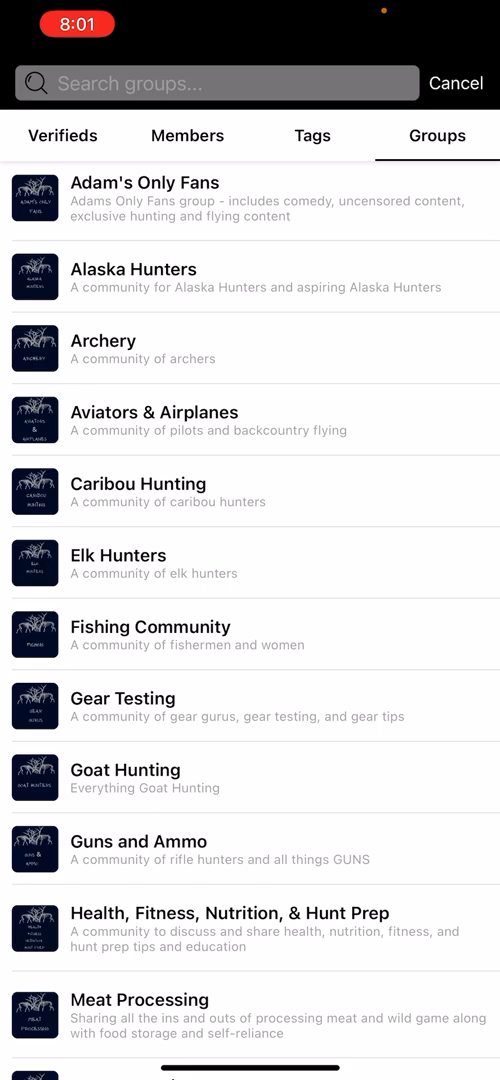 8:01
Search groups...
Cancel
Verifieds
Members
Tags
Groups
Adam's Only Fans
Adams Only Fans group - includes comedy, uncensored content,
exclusive hunting and flying content
Alaska Hunters
A community for Alaska Hunters and aspiring Alaska Hunters
Archery
A community of archers
Aviators & Airplanes
A community of pilots and backcountry flying
Caribou Hunting
A community of caribou hunters
Elk Hunters
A community of elk hunters
Fishing Community
A community of fishermen and women
Gear Testing
A community of gear gurus, gear testing, and gear tips
Goat Hunting
Everything Goat Hunting
Guns and Ammo
A community of rifle hunters and all things GUNS
Health, Fitness, Nutrition, & Hunt Prep
A community to discuss and share health, nutrition, fitness, and
hunt prep tips and education
Meat Processing
Sharing all the ins and outs of processing meat and wild game along
with food storage and self-reliance